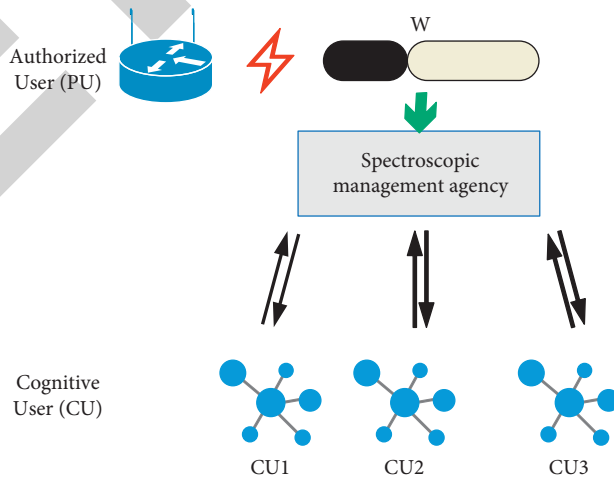 W
Authorized
User (PU)
Spectroscopic
management agency
Cognitive
User (CU)
CU1
CU2
CU3